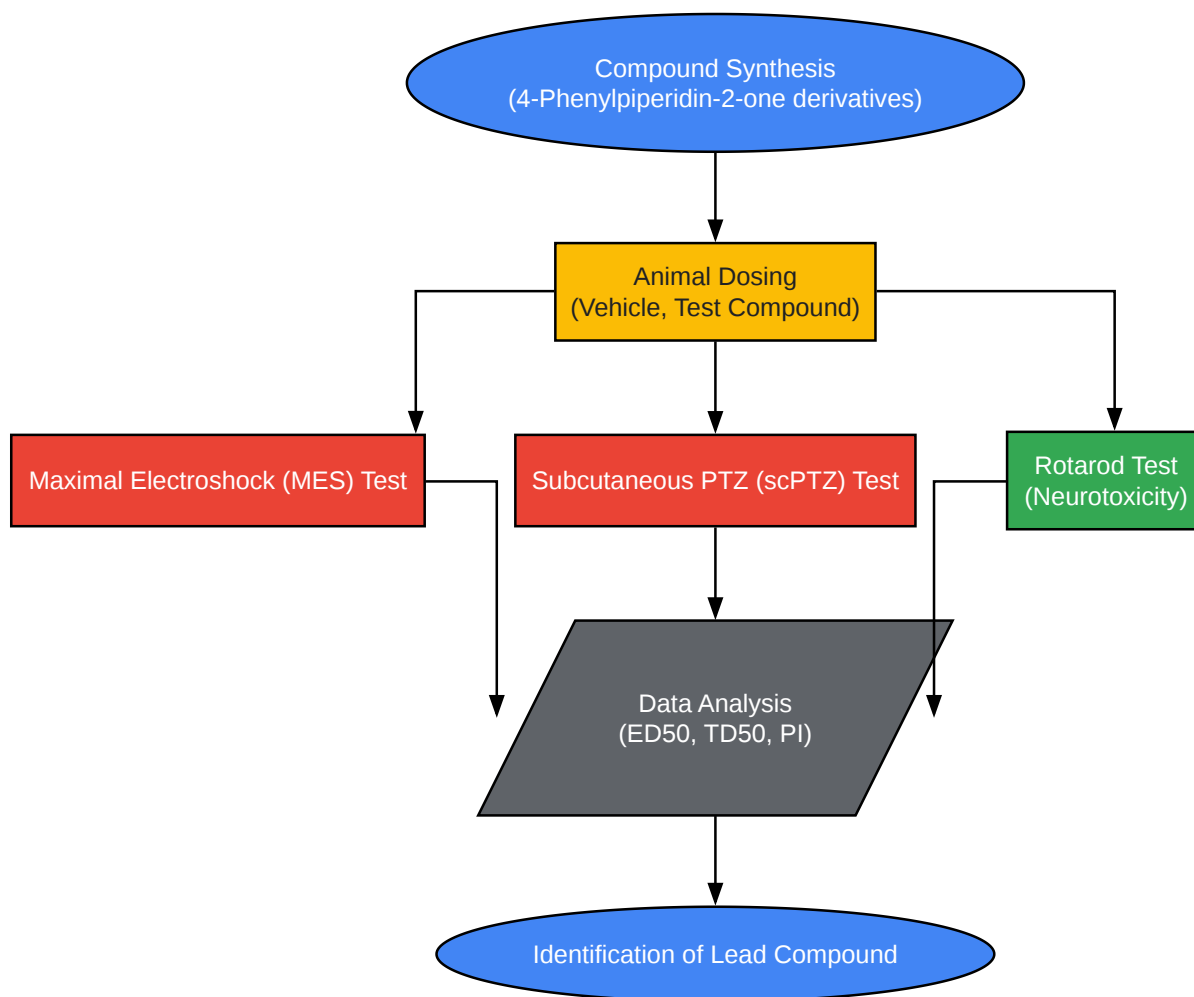 Compound Synthesis
(4-Phenylpiperidin-2-one derivatives)
Animal Dosing
(Vehicle, Test Compound)
Maximal Electroshock (MES) Test
Subcutaneous PTZ (scPTZ) Test
Rotarod Test
(Neurotoxicity)
Data Analysis
(ED50, TD50, PI)
Identification of Lead Compound